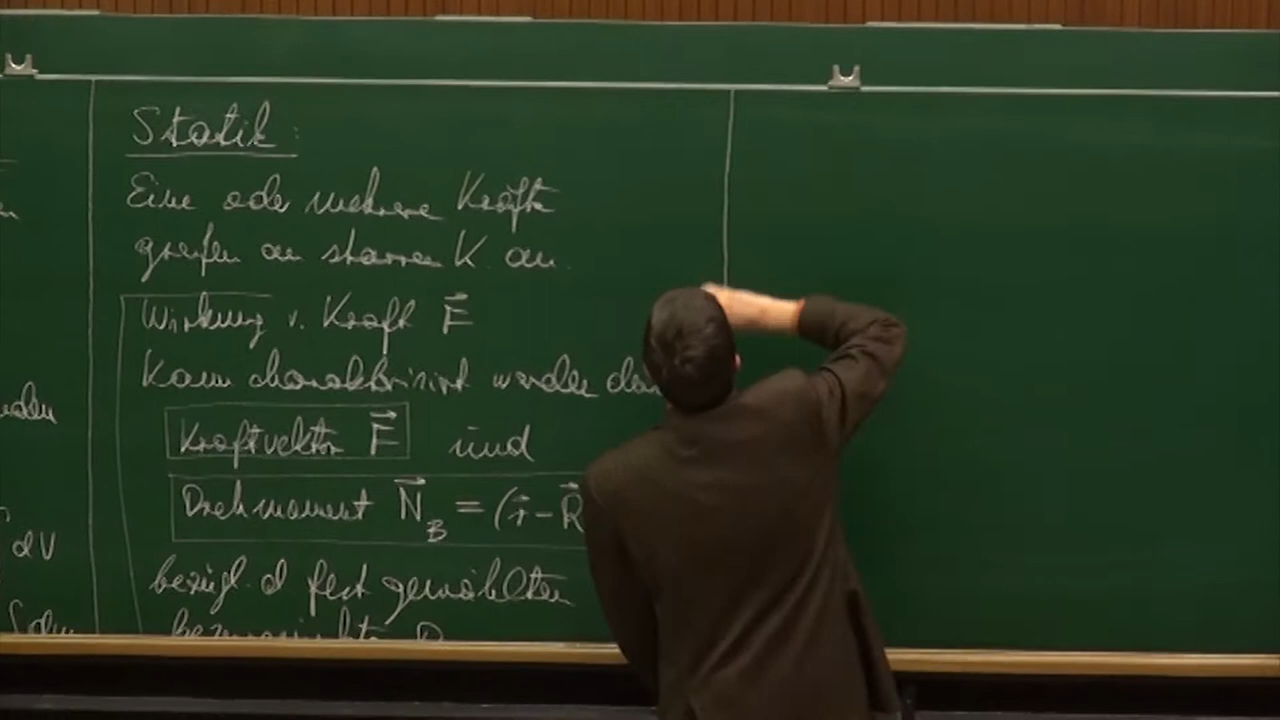 Statik:
Eine oder mehrere Kräfte
greifen an starren K. an.
Wirkung v. Kraft F⃗
kann charakterisiert werden
Kraftvektor F⃗ und
Drehmoment N⃗_B = (r⃗ - R⃗
bezügl. d fest gewählten
dV